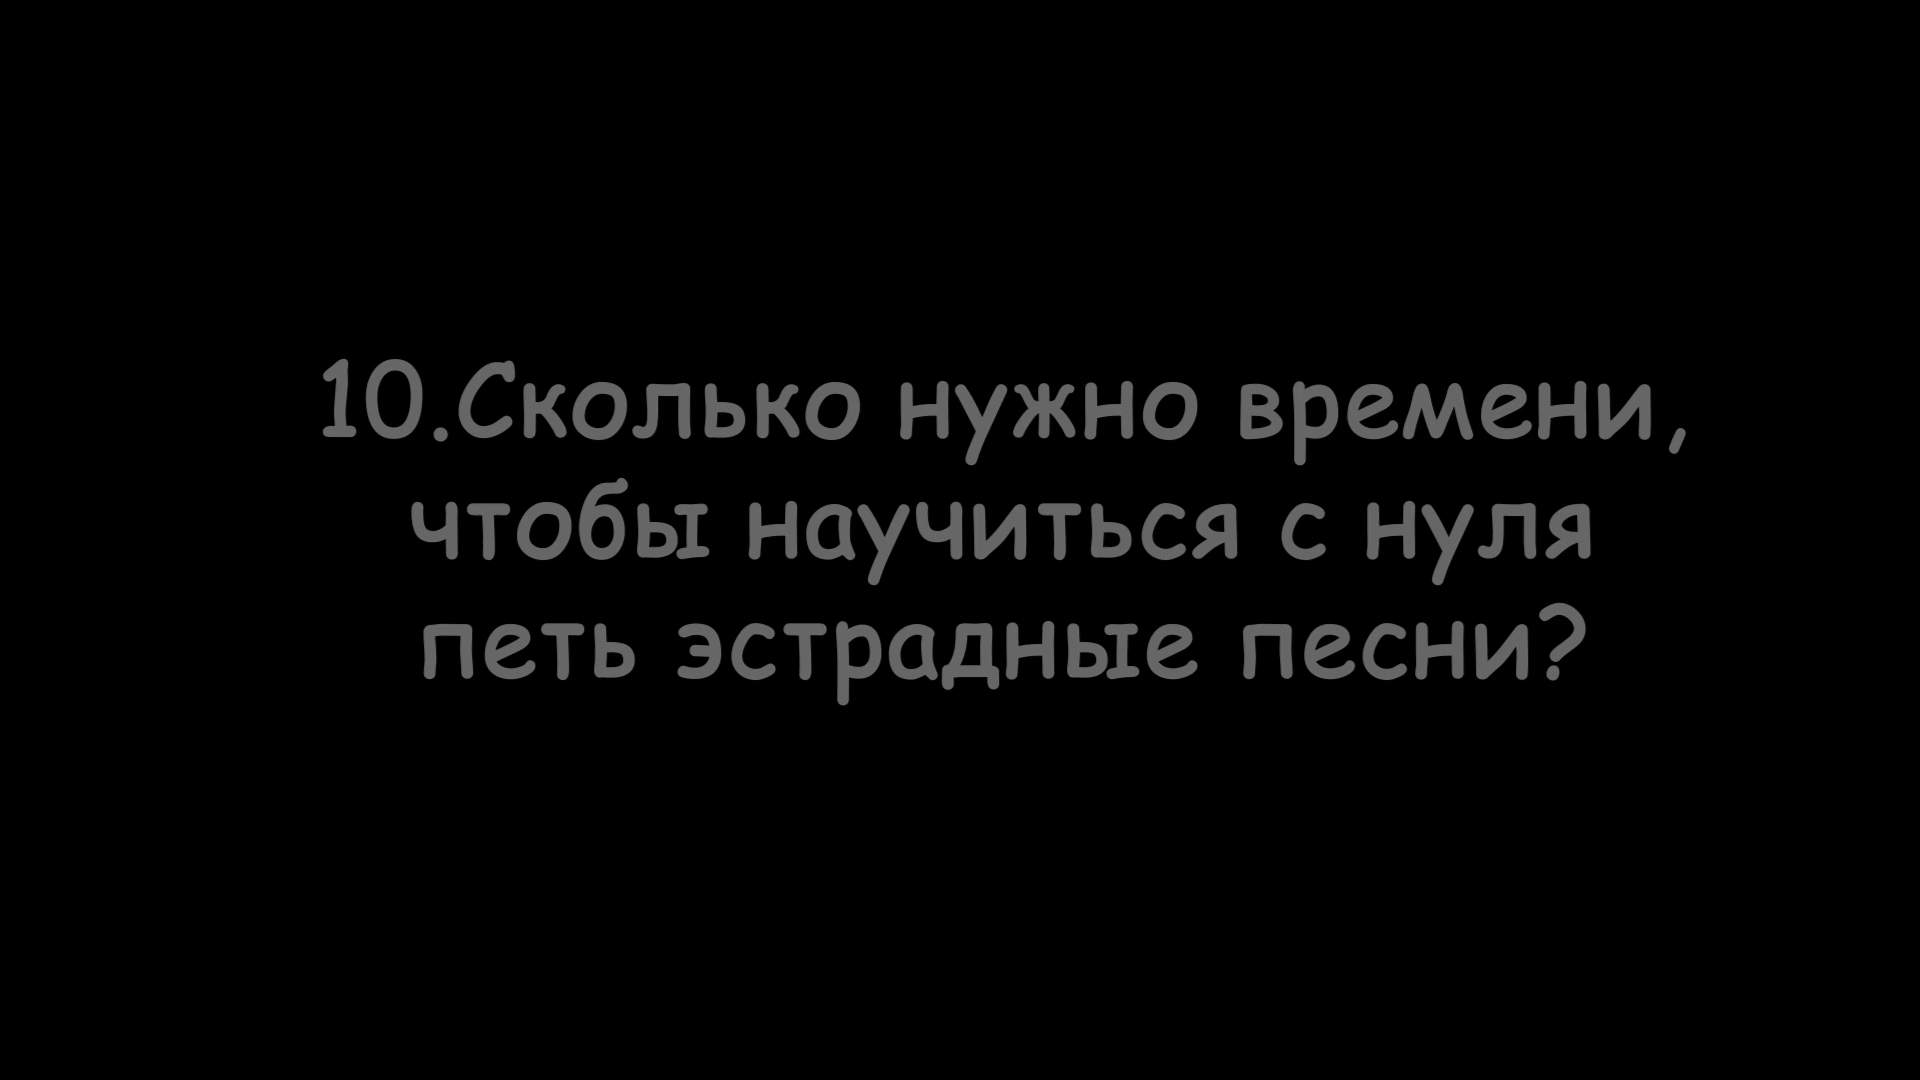 10.Сколько нужно времени,
чтобы научиться с нуля
петь эстрадные песни?